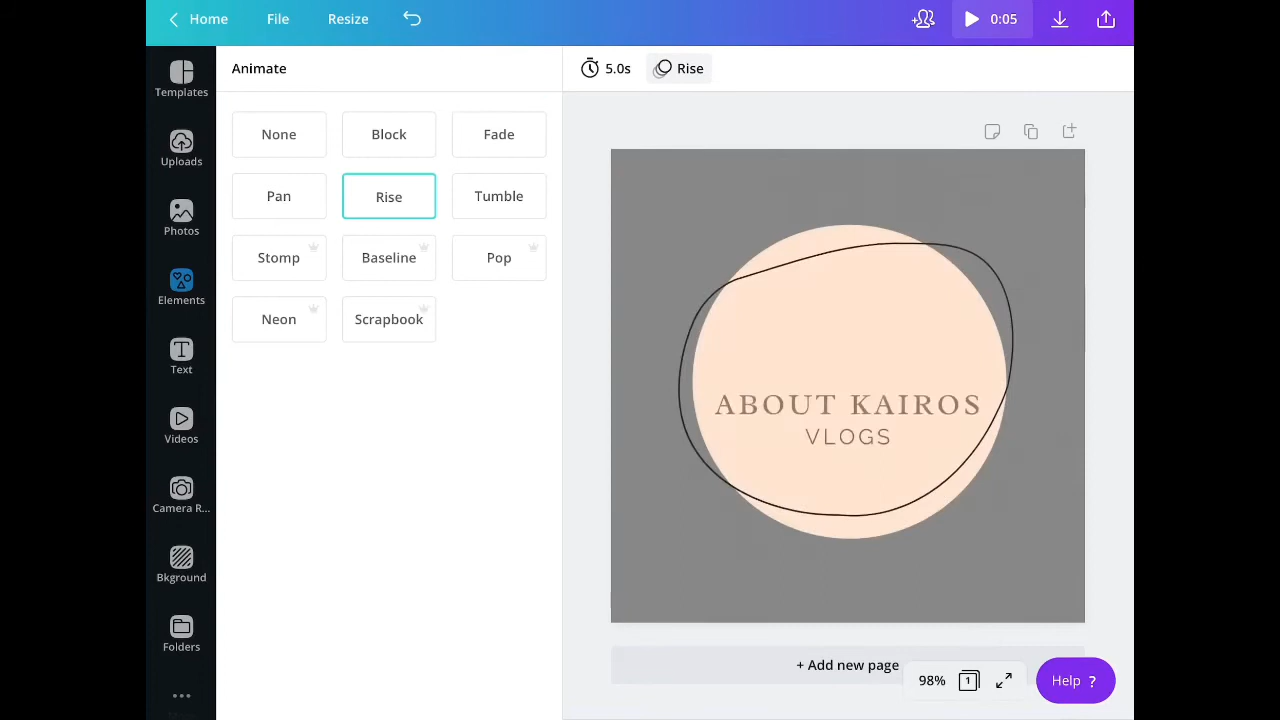 Home
File
Resize
0:05
Animate
5.0s
Rise
Templates
Uploads
Photos
Elements
Text
Videos
Camera R...
Bkground
Folders
None
Block
Fade
Pan
Rise
Tumble
Stomp
Baseline
Pop
Neon
Scrapbook
ABOUT KAIROS
VLOGS
+ Add new page
98%
1
Help ?